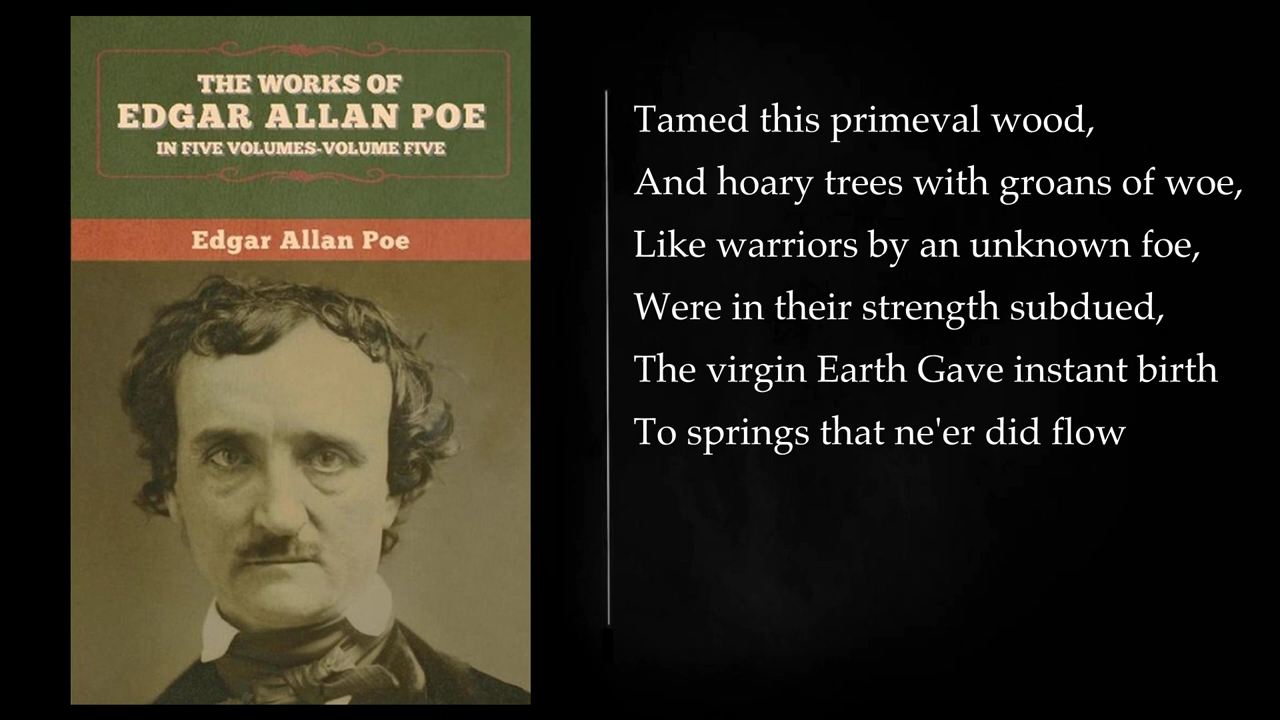 THE WORKS OF
EDGAR ALLAN POE
IN FIVE VOLUMES-VOLUME FIVE
Edgar Allan Poe
Tamed this primeval wood,
And hoary trees with groans of woe,
Like warriors by an unknown foe,
Were in their strength subdued,
The virgin Earth Gave instant birth
To springs that ne'er did flow